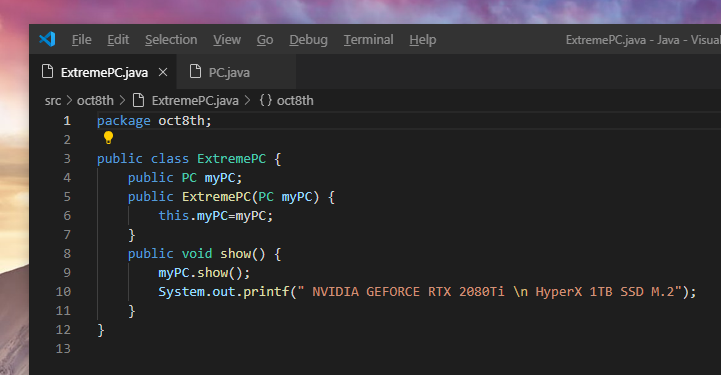 File Edit Selection View Go Debug Terminal Help ExtremePC.java - Java - Visual
ExtremePC.java × PC.java
src > oct8th > ExtremePC.java > {} oct8th
1 package oct8th;
2
3 public class ExtremePC {
4 public PC myPC;
5 public ExtremePC(PC myPC) {
6 this.myPC=myPC;
7 }
8 public void show() {
9 myPC.show();
10 System.out.printf(" NVIDIA GEFORCE RTX 2080Ti \n HyperX 1TB SSD M.2");
11 }
12 }
13